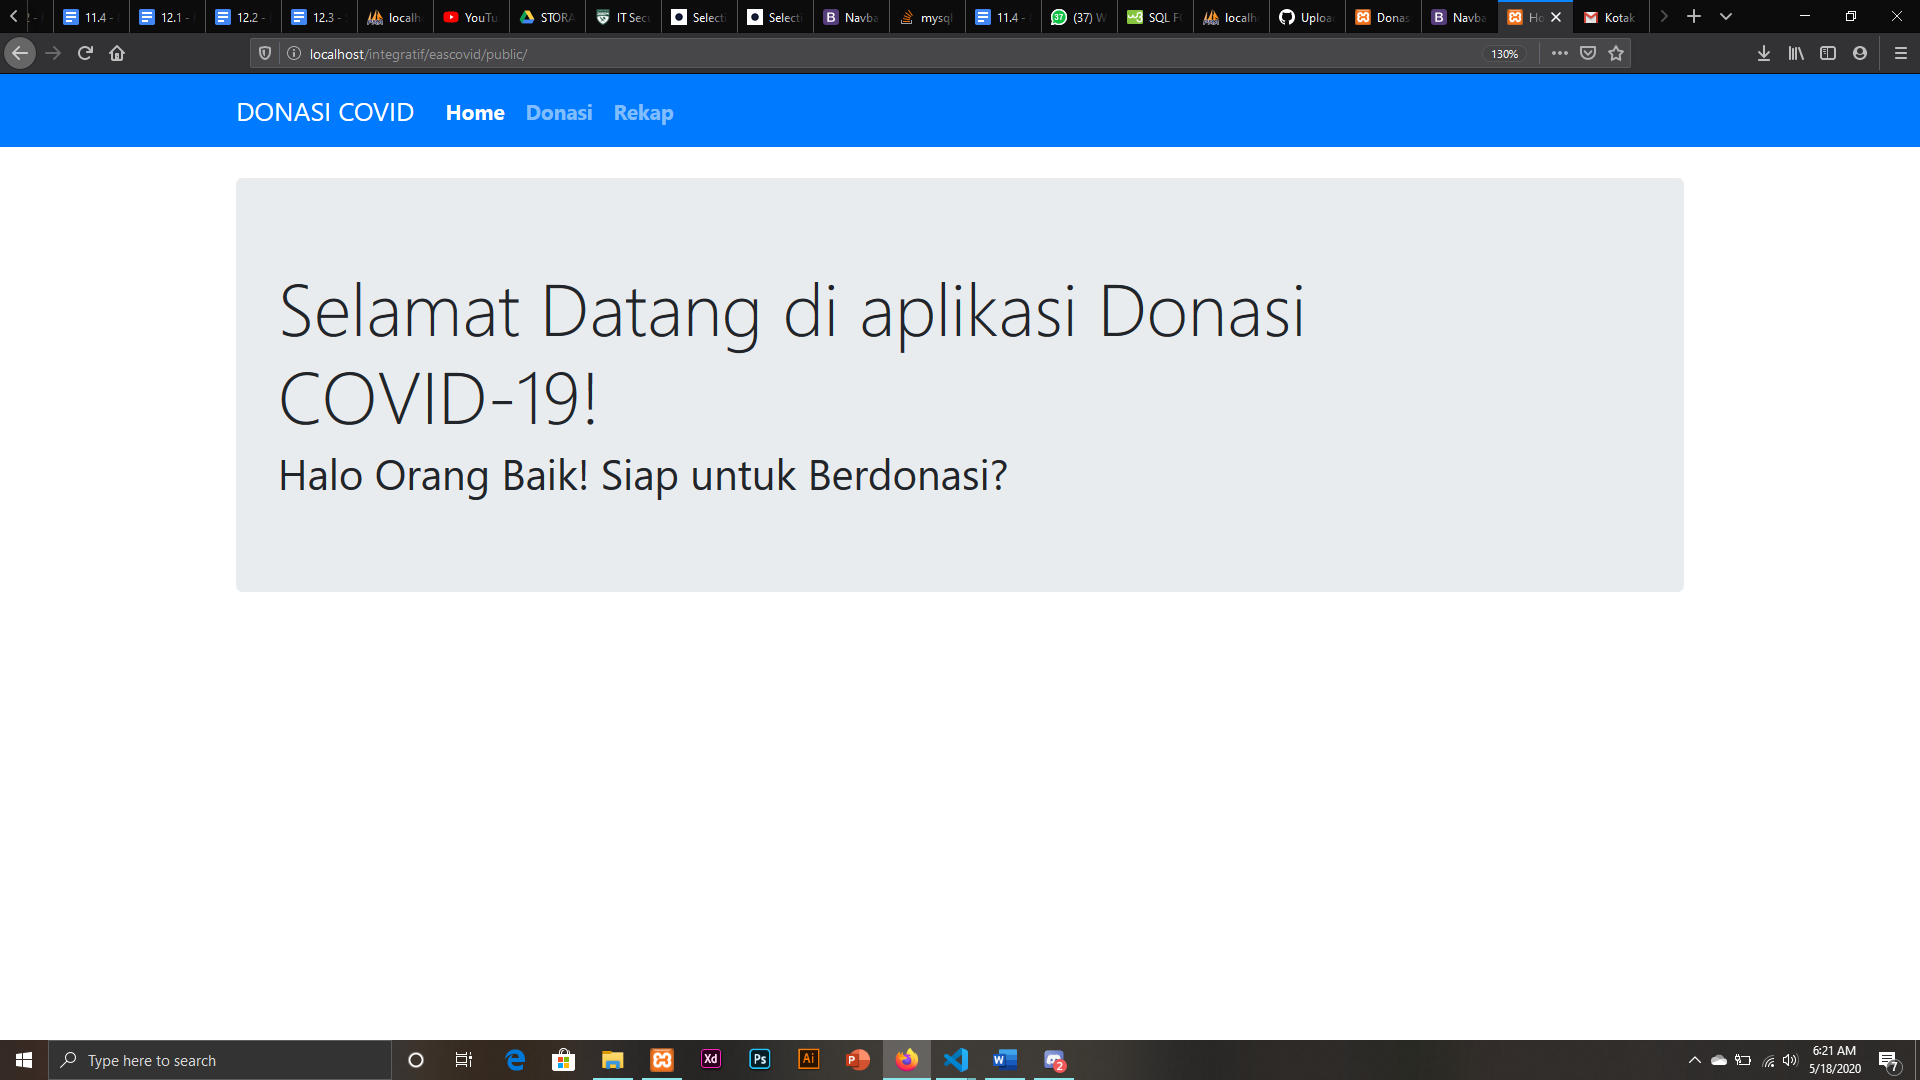 11.4 -
12.1 -
12.2 -
12.3 -
localh
YouTu
STORA
IT Secu
Selecti
Selecti
Navba
mysql
11.4 -
(37) W
SQL FO
localh
Uploa
Donas
Navba
Ho
Kotak
localhost/integratif/eascovid/public/
130%
DONASI COVID Home Donasi Rekap
Selamat Datang di aplikasi Donasi
COVID-19!
Halo Orang Baik! Siap untuk Berdonasi?
Type here to search
6:21 AM
5/18/2020